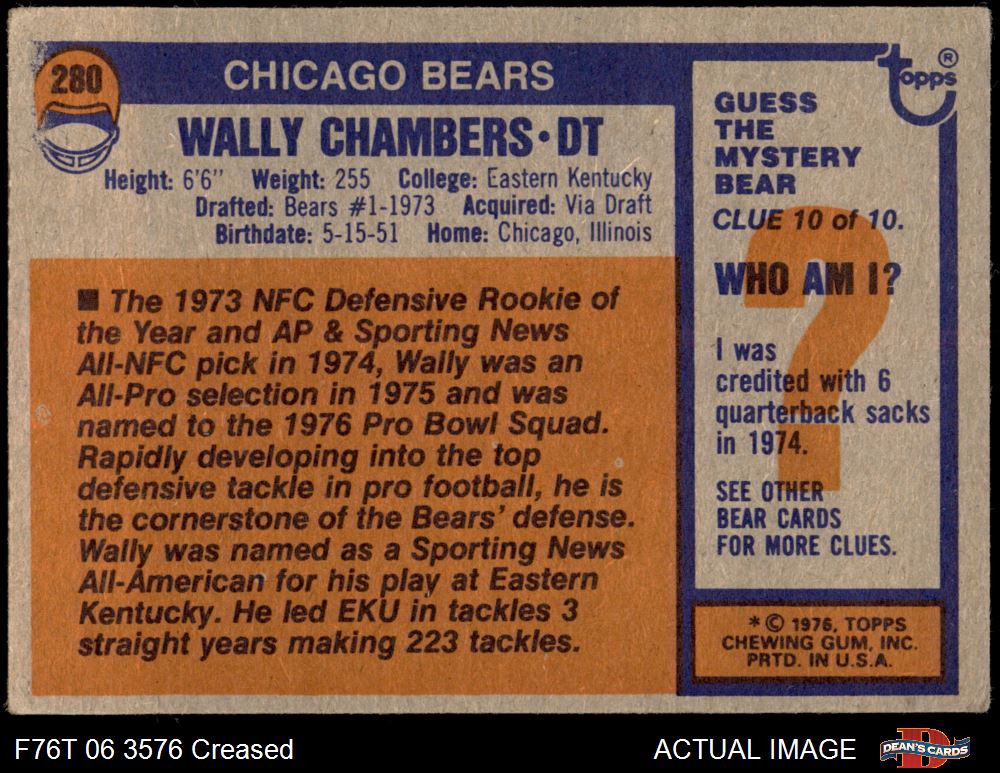 280
CHICAGO BEARS
WALLY CHAMBERS·DT
Height: 6'6" Weight: 255 College: Eastern Kentucky
Drafted: Bears #1-1973 Acquired: Via Draft
Birthdate: 5-15-51 Home: Chicago, Illinois
■ The 1973 NFC Defensive Rookie of
the Year and AP & Sporting News
All-NFC pick in 1974, Wally was an
All-Pro selection in 1975 and was
named to the 1976 Pro Bowl Squad.
Rapidly developing into the top
defensive tackle in pro football, he is
the cornerstone of the Bears' defense.
Wally was named as a Sporting News
All-American for his play at Eastern
Kentucky. He led EKU in tackles 3
straight years making 223 tackles.
topps®
GUESS
THE
MYSTERY
BEAR
CLUE 10 of 10.
WHO AM I?
?
I was
credited with 6
quarterback sacks
in 1974.
SEE OTHER
BEAR CARDS
FOR MORE CLUES.
*© 1976, TOPPS
CHEWING GUM, INC.
PRTD. IN U.S.A.
F76T 06 3576 Creased
ACTUAL IMAGE
D
DEAN'S CARDS